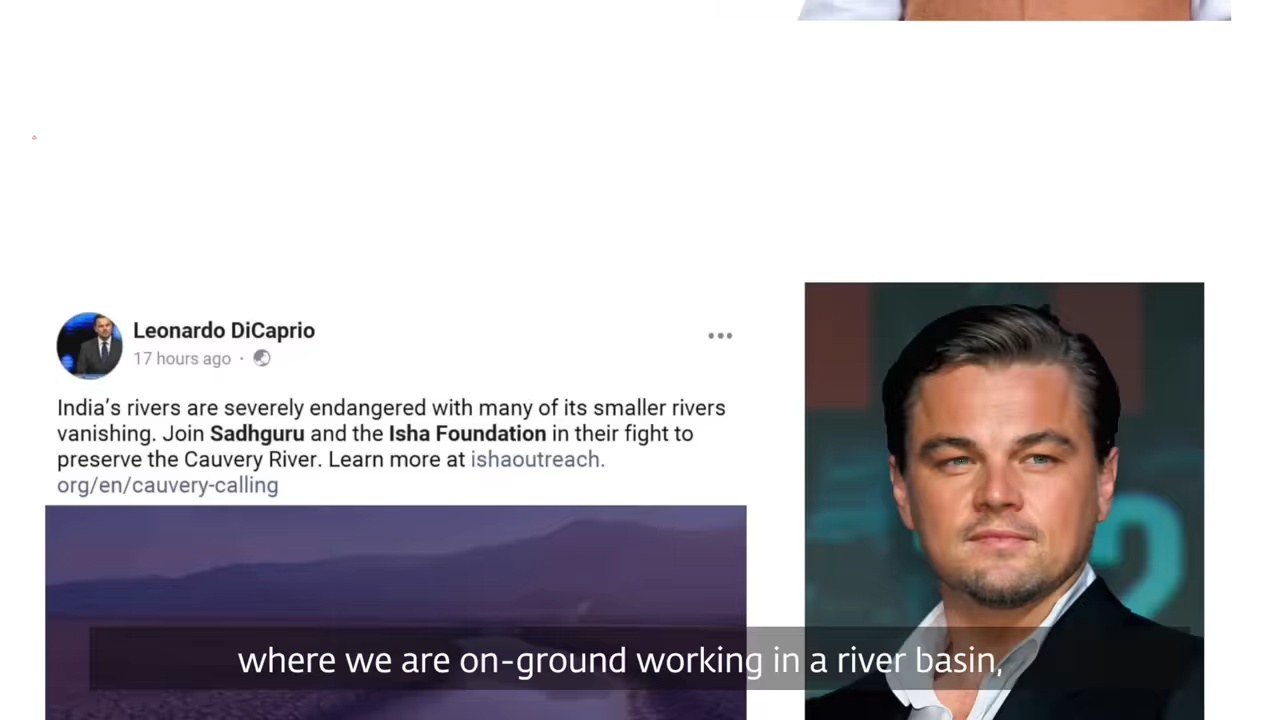 Leonardo DiCaprio
17 hours ago ·
India’s rivers are severely endangered with many of its smaller rivers
vanishing. Join Sadhguru and the Isha Foundation in their fight to
preserve the Cauvery River. Learn more at ishaoutreach.
org/en/cauvery-calling
2
where we are on-ground working in a river basin,